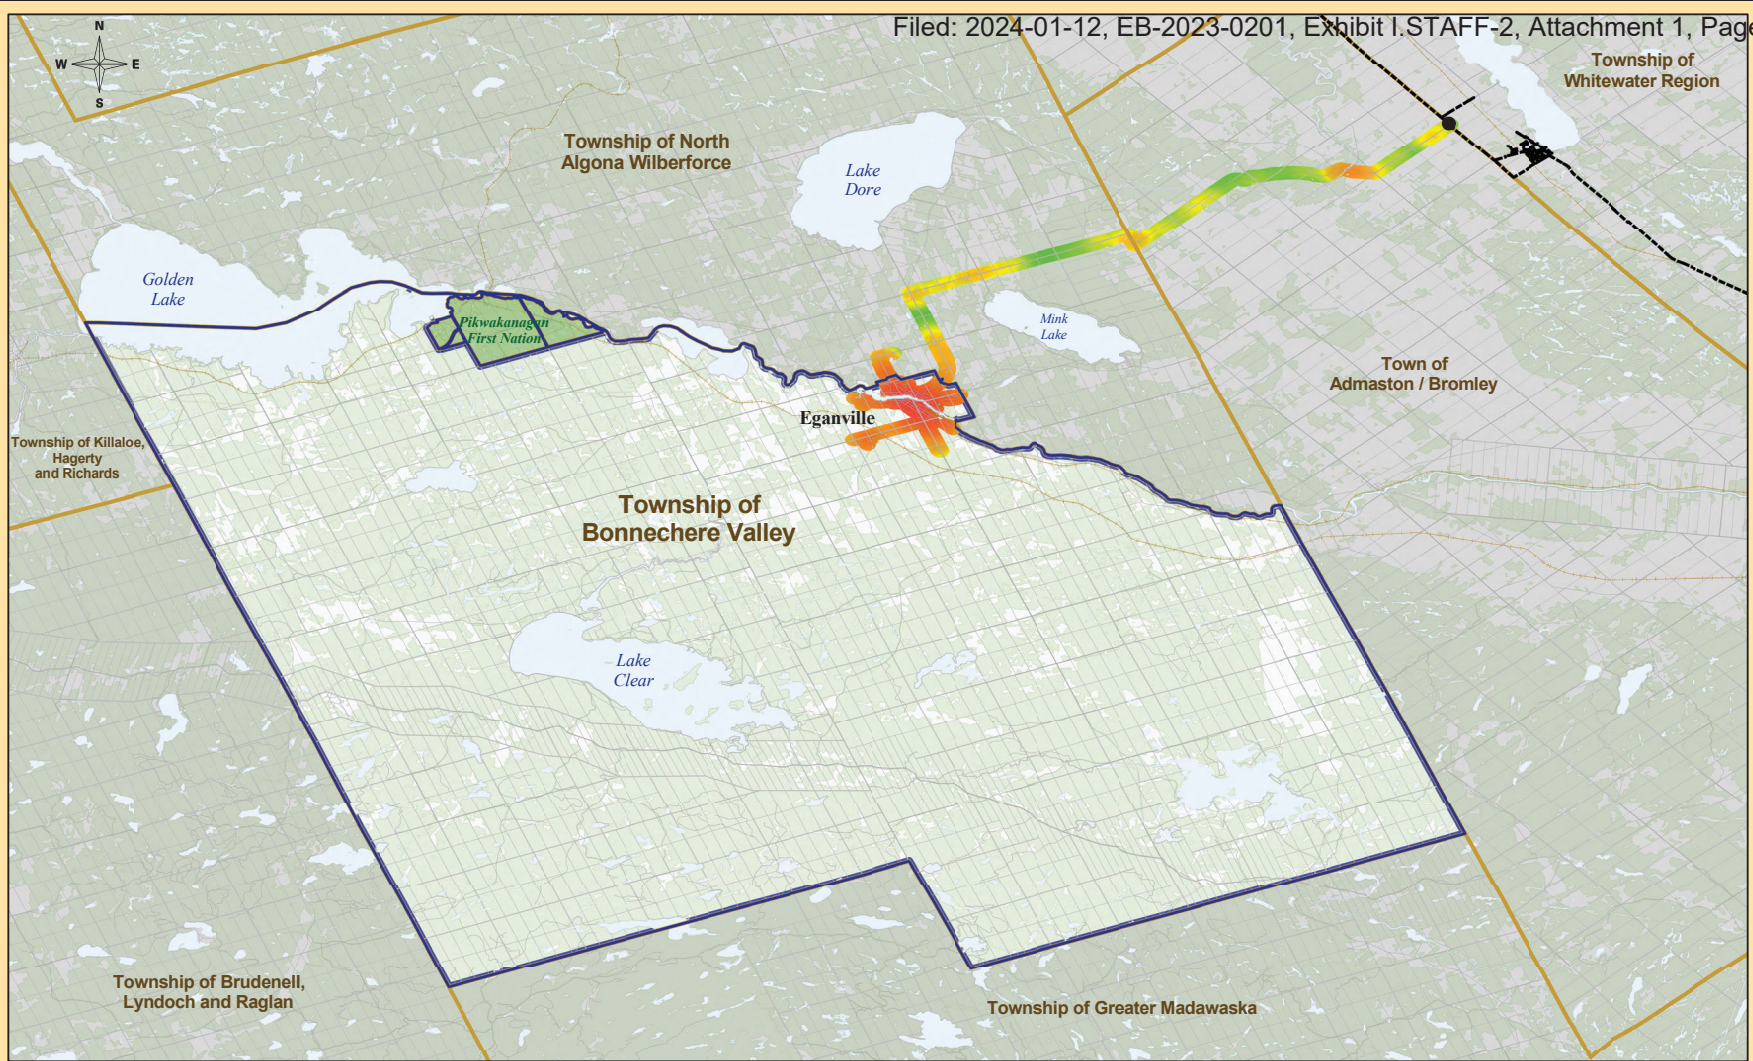 Filed: 2024-01-12, EB-2023-0201, Exhibit I.STAFF-2, Attachment 1, Page
N
W E
S
Township of
Whitewater Region
Township of North
Algona Wilberforce
Lake
Dore
Golden
Lake
Pikwakanagan
First Nation
Mink
Lake
Town of
Admaston / Bromley
Eganville
Township of Killaloe,
Hagerty
and Richards
Township of
Bonnechere Valley
Lake
Clear
Township of Brudenell,
Lyndoch and Raglan
Township of Greater Madawaska